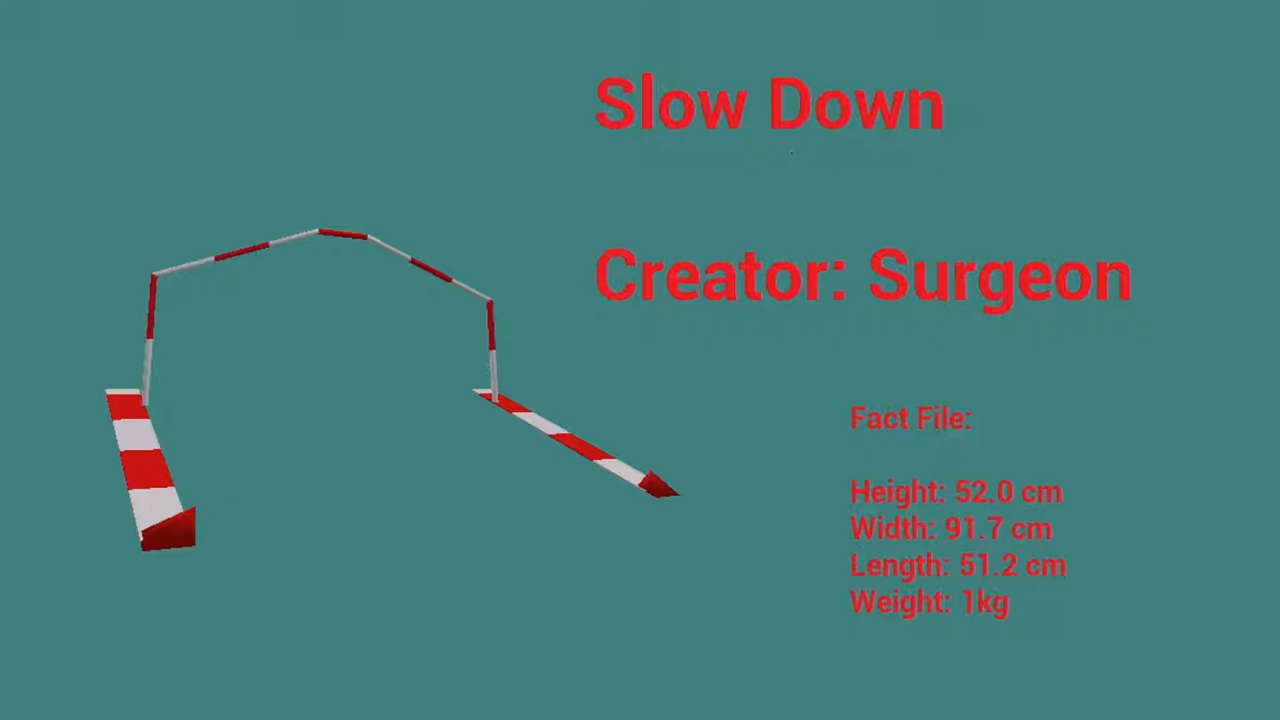 Slow Down
Creator: Surgeon
Fact File:
Height: 52.0 cm
Width: 91.7 cm
Length: 51.2 cm
Weight: 1kg